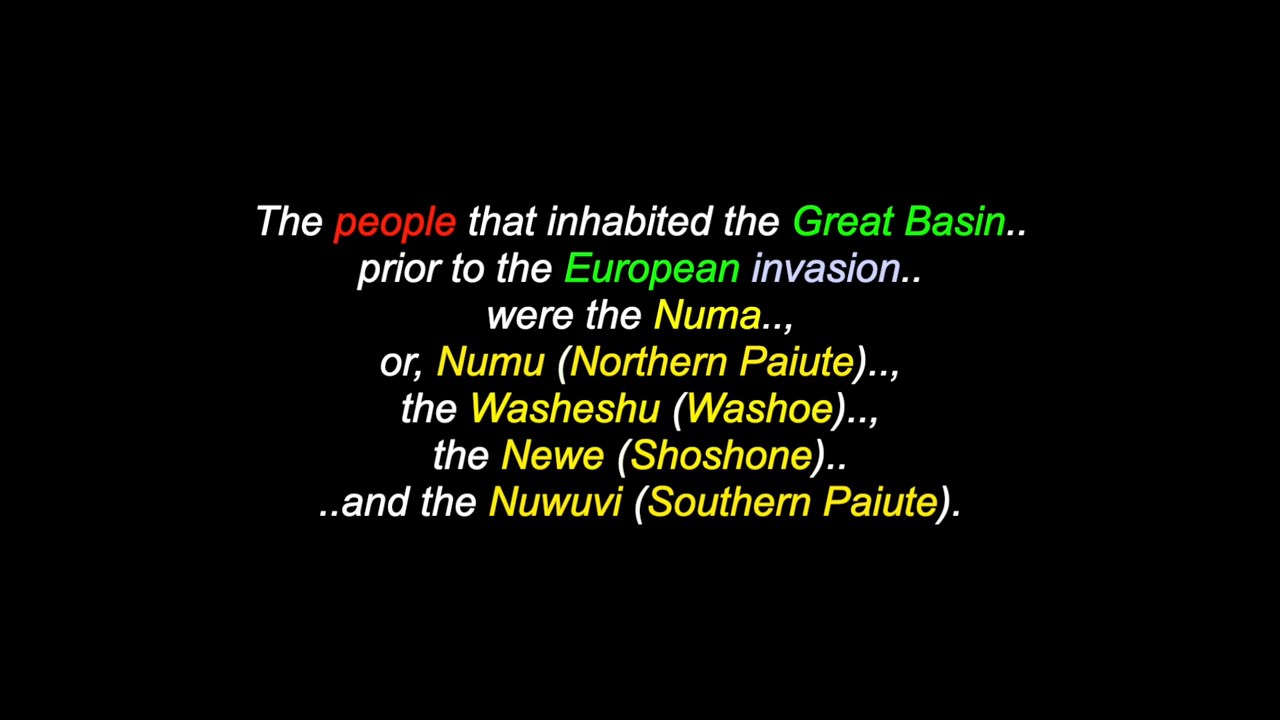 The people that inhabited the Great Basin..
prior to the European invasion..
were the Numa..,
or, Numu (Northern Paiute)..,
the Washeshu (Washoe)..,
the Newe (Shoshone)..
..and the Nuwuvi (Southern Paiute).